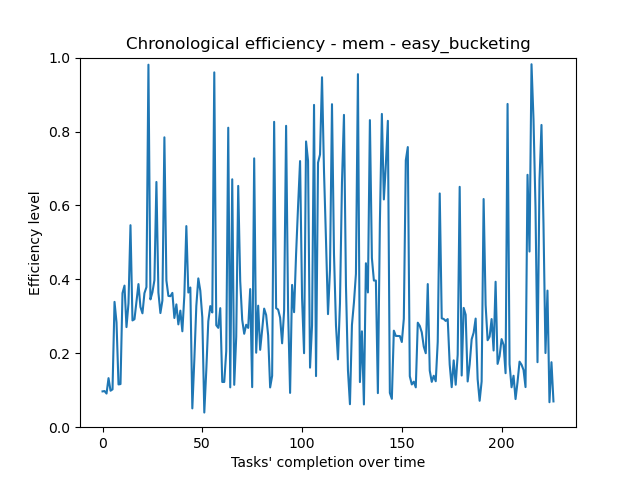 Chronological efficiency - mem - easy_bucketing
1.0
0.8
0.6
0.4
0.2
0.0
Efficiency level
0 50 100 150 200
Tasks' completion over time